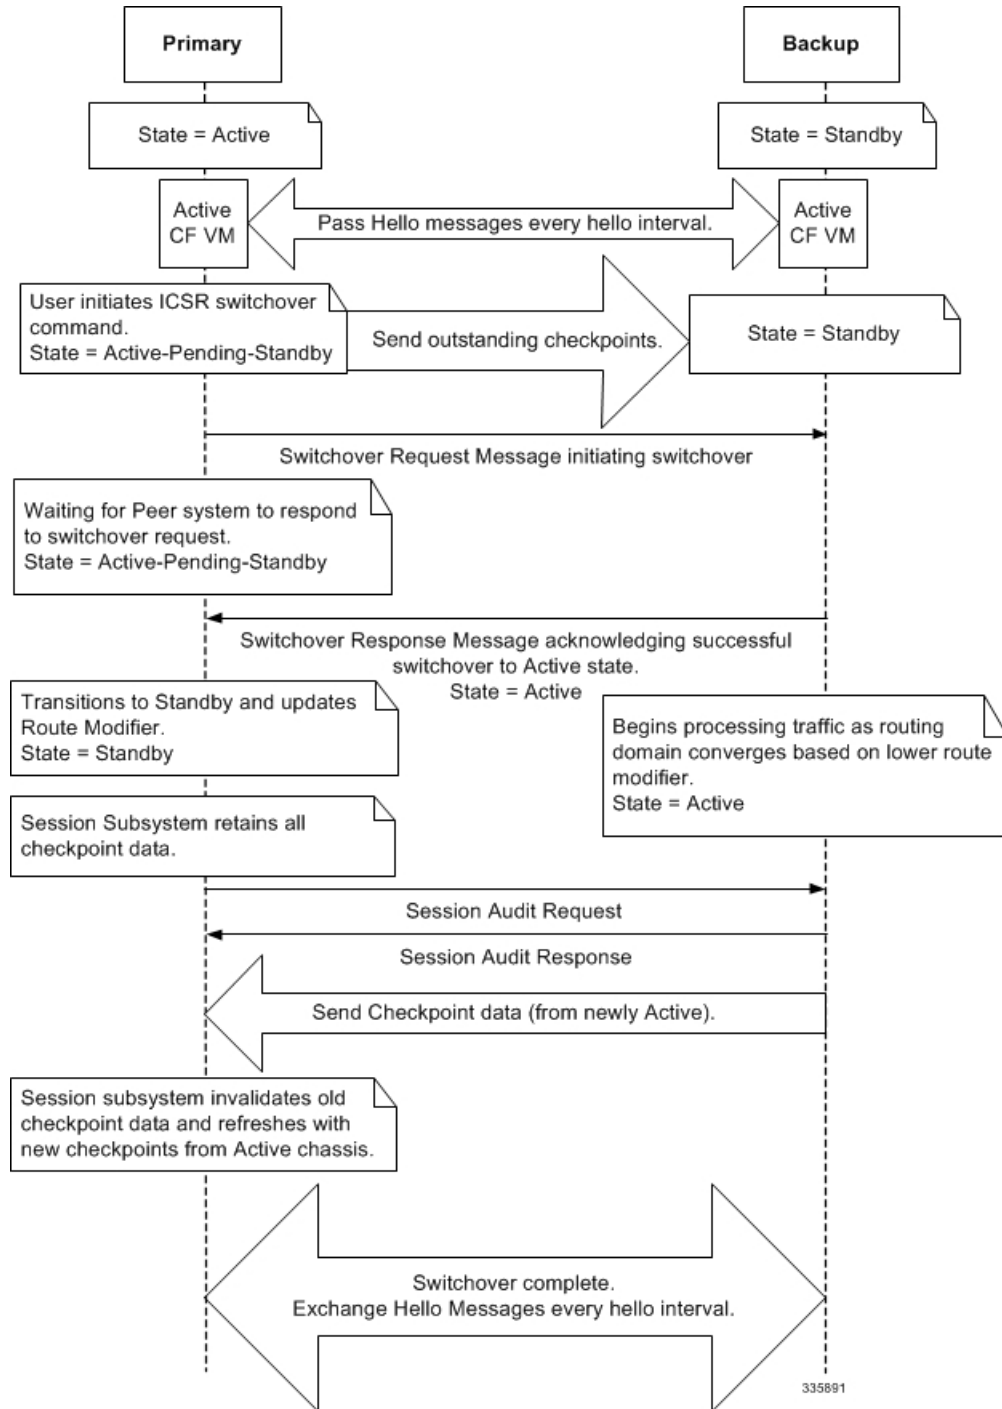 Primary
Backup
State = Active
State = Standby
Active
CF VM
Pass Hello messages every hello interval.
Active
CF VM
User initiates ICSR switchover
command.
State = Active-Pending-Standby
Send outstanding checkpoints.
State = Standby
Switchover Request Message initiating switchover
Waiting for Peer system to respond
to switchover request.
State = Active-Pending-Standby
Switchover Response Message acknowledging successful
switchover to Active state.
State = Active
Transitions to Standby and updates
Route Modifier.
State = Standby
Begins processing traffic as routing
domain converges based on lower route
modifier.
State = Active
Session Subsystem retains all
checkpoint data.
Session Audit Request
Session Audit Response
Send Checkpoint data (from newly Active).
Session subsystem invalidates old
checkpoint data and refreshes with
new checkpoints from Active chassis.
Switchover complete.
Exchange Hello Messages every hello interval.
335891